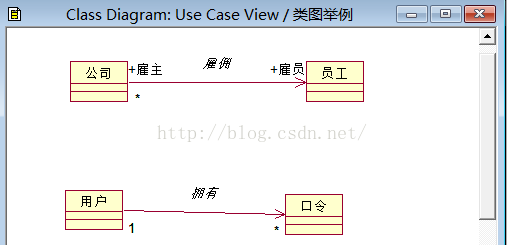 Class Diagram: Use Case View / 类图举例
公司 +雇主 雇佣 +雇员 员工
*
http://blog.csdn.net/
用户 拥有 口令
1 *